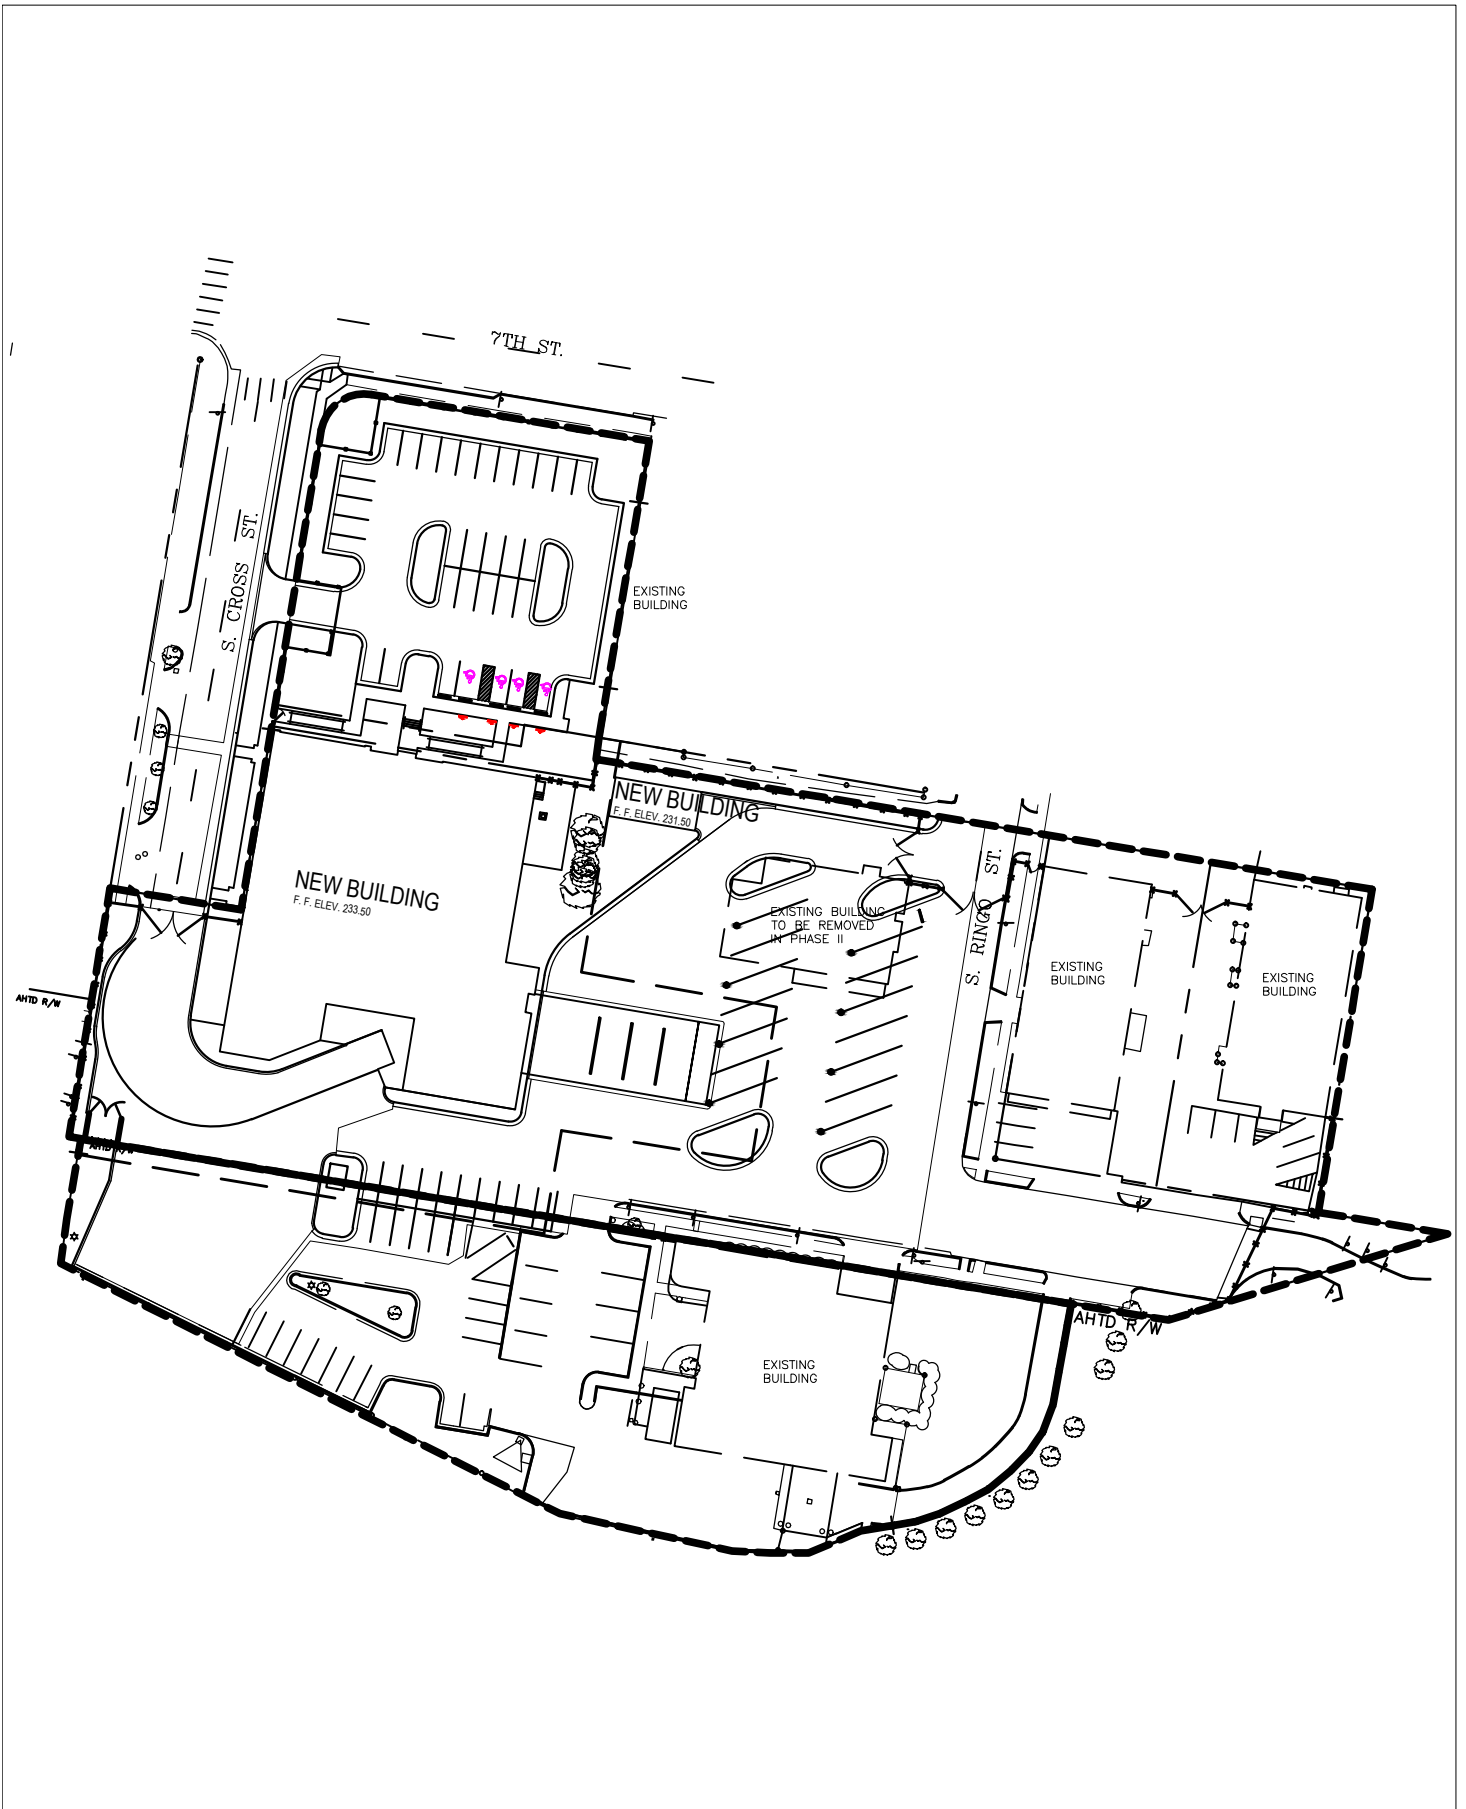 7TH ST.
S. CROSS ST.
EXISTING
BUILDING
NEW BUILDING
F. F. ELEV. 231.50
NEW BUILDING
F. F. ELEV. 233.50
EXISTING BUILDING
TO BE REMOVED
IN PHASE II
S. RINGO ST.
EXISTING
BUILDING
EXISTING
BUILDING
AHTD R/W
AHTD R/W
AHTD R/W
EXISTING
BUILDING